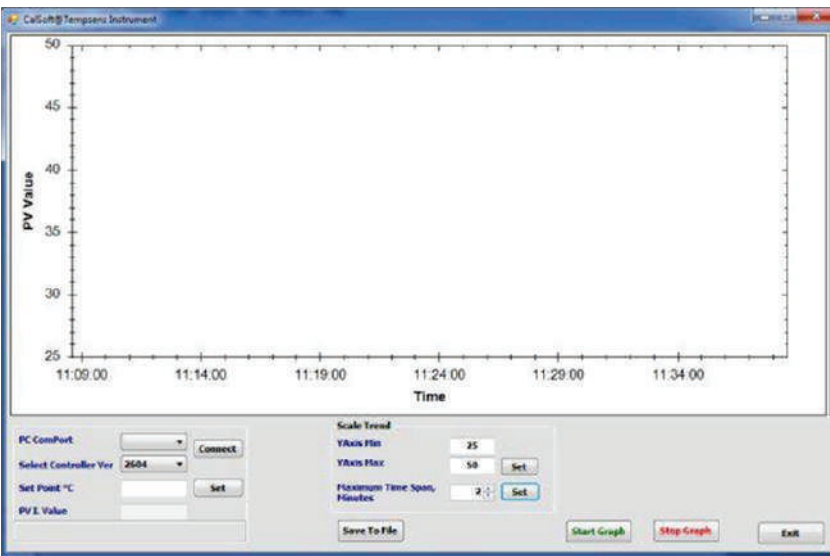 CalSoft@Tempsens Instrument
50
45
40
35
30
25
PV Value
11:09:00 11:14:00 11:19:00 11:24:00 11:29:00 11:34:00
Time
PC ComPort
Connect
Select Controller Ver 2604
Set Point °C Set
PV I. Value
Scale Trend
YAxis Min 25
YAxis Max 50 Set
Maximum Time Span, 2 Set
Minutes
Save To File
Start Graph
Stop Graph
Exit